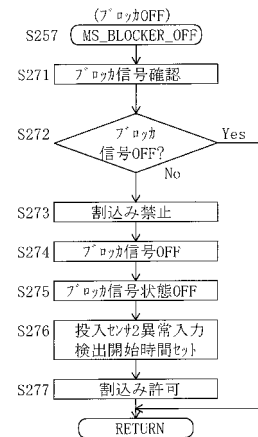 (ﾌﾞﾛｯｶOFF)
S257 MS_BLOCKER_OFF
S271 ﾌﾞﾛｯｶ信号確認
S272 ﾌﾞﾛｯｶ
信号OFF?
Yes
No
S273 割込み禁止
S274 ﾌﾞﾛｯｶ信号OFF
S275 ﾌﾞﾛｯｶ信号状態OFF
S276 投入ｾﾝｻ2異常入力
検出開始時間ｾｯﾄ
S277 割込み許可
RETURN